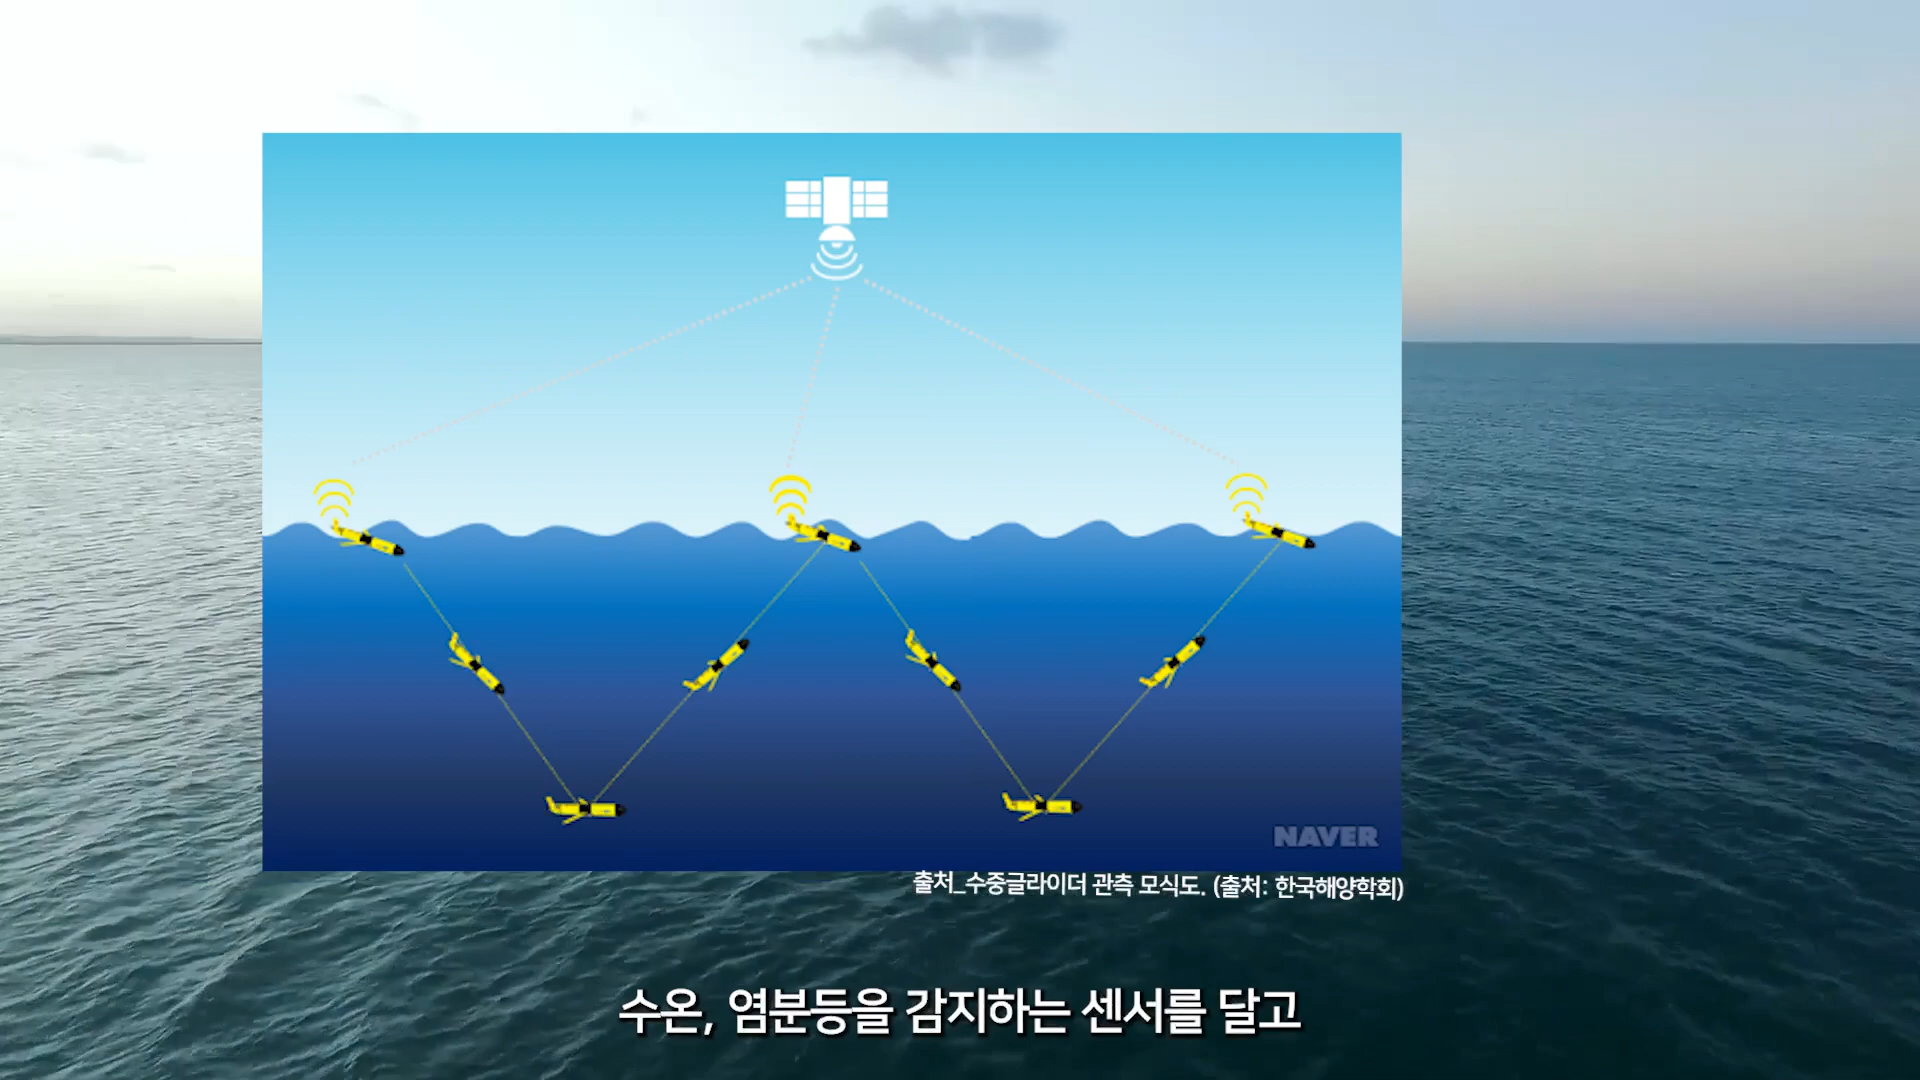 NAVER
출처_수중글라이더 관측 모식도. (출처: 한국해양학회)
수온, 염분등을 감지하는 센서를 달고